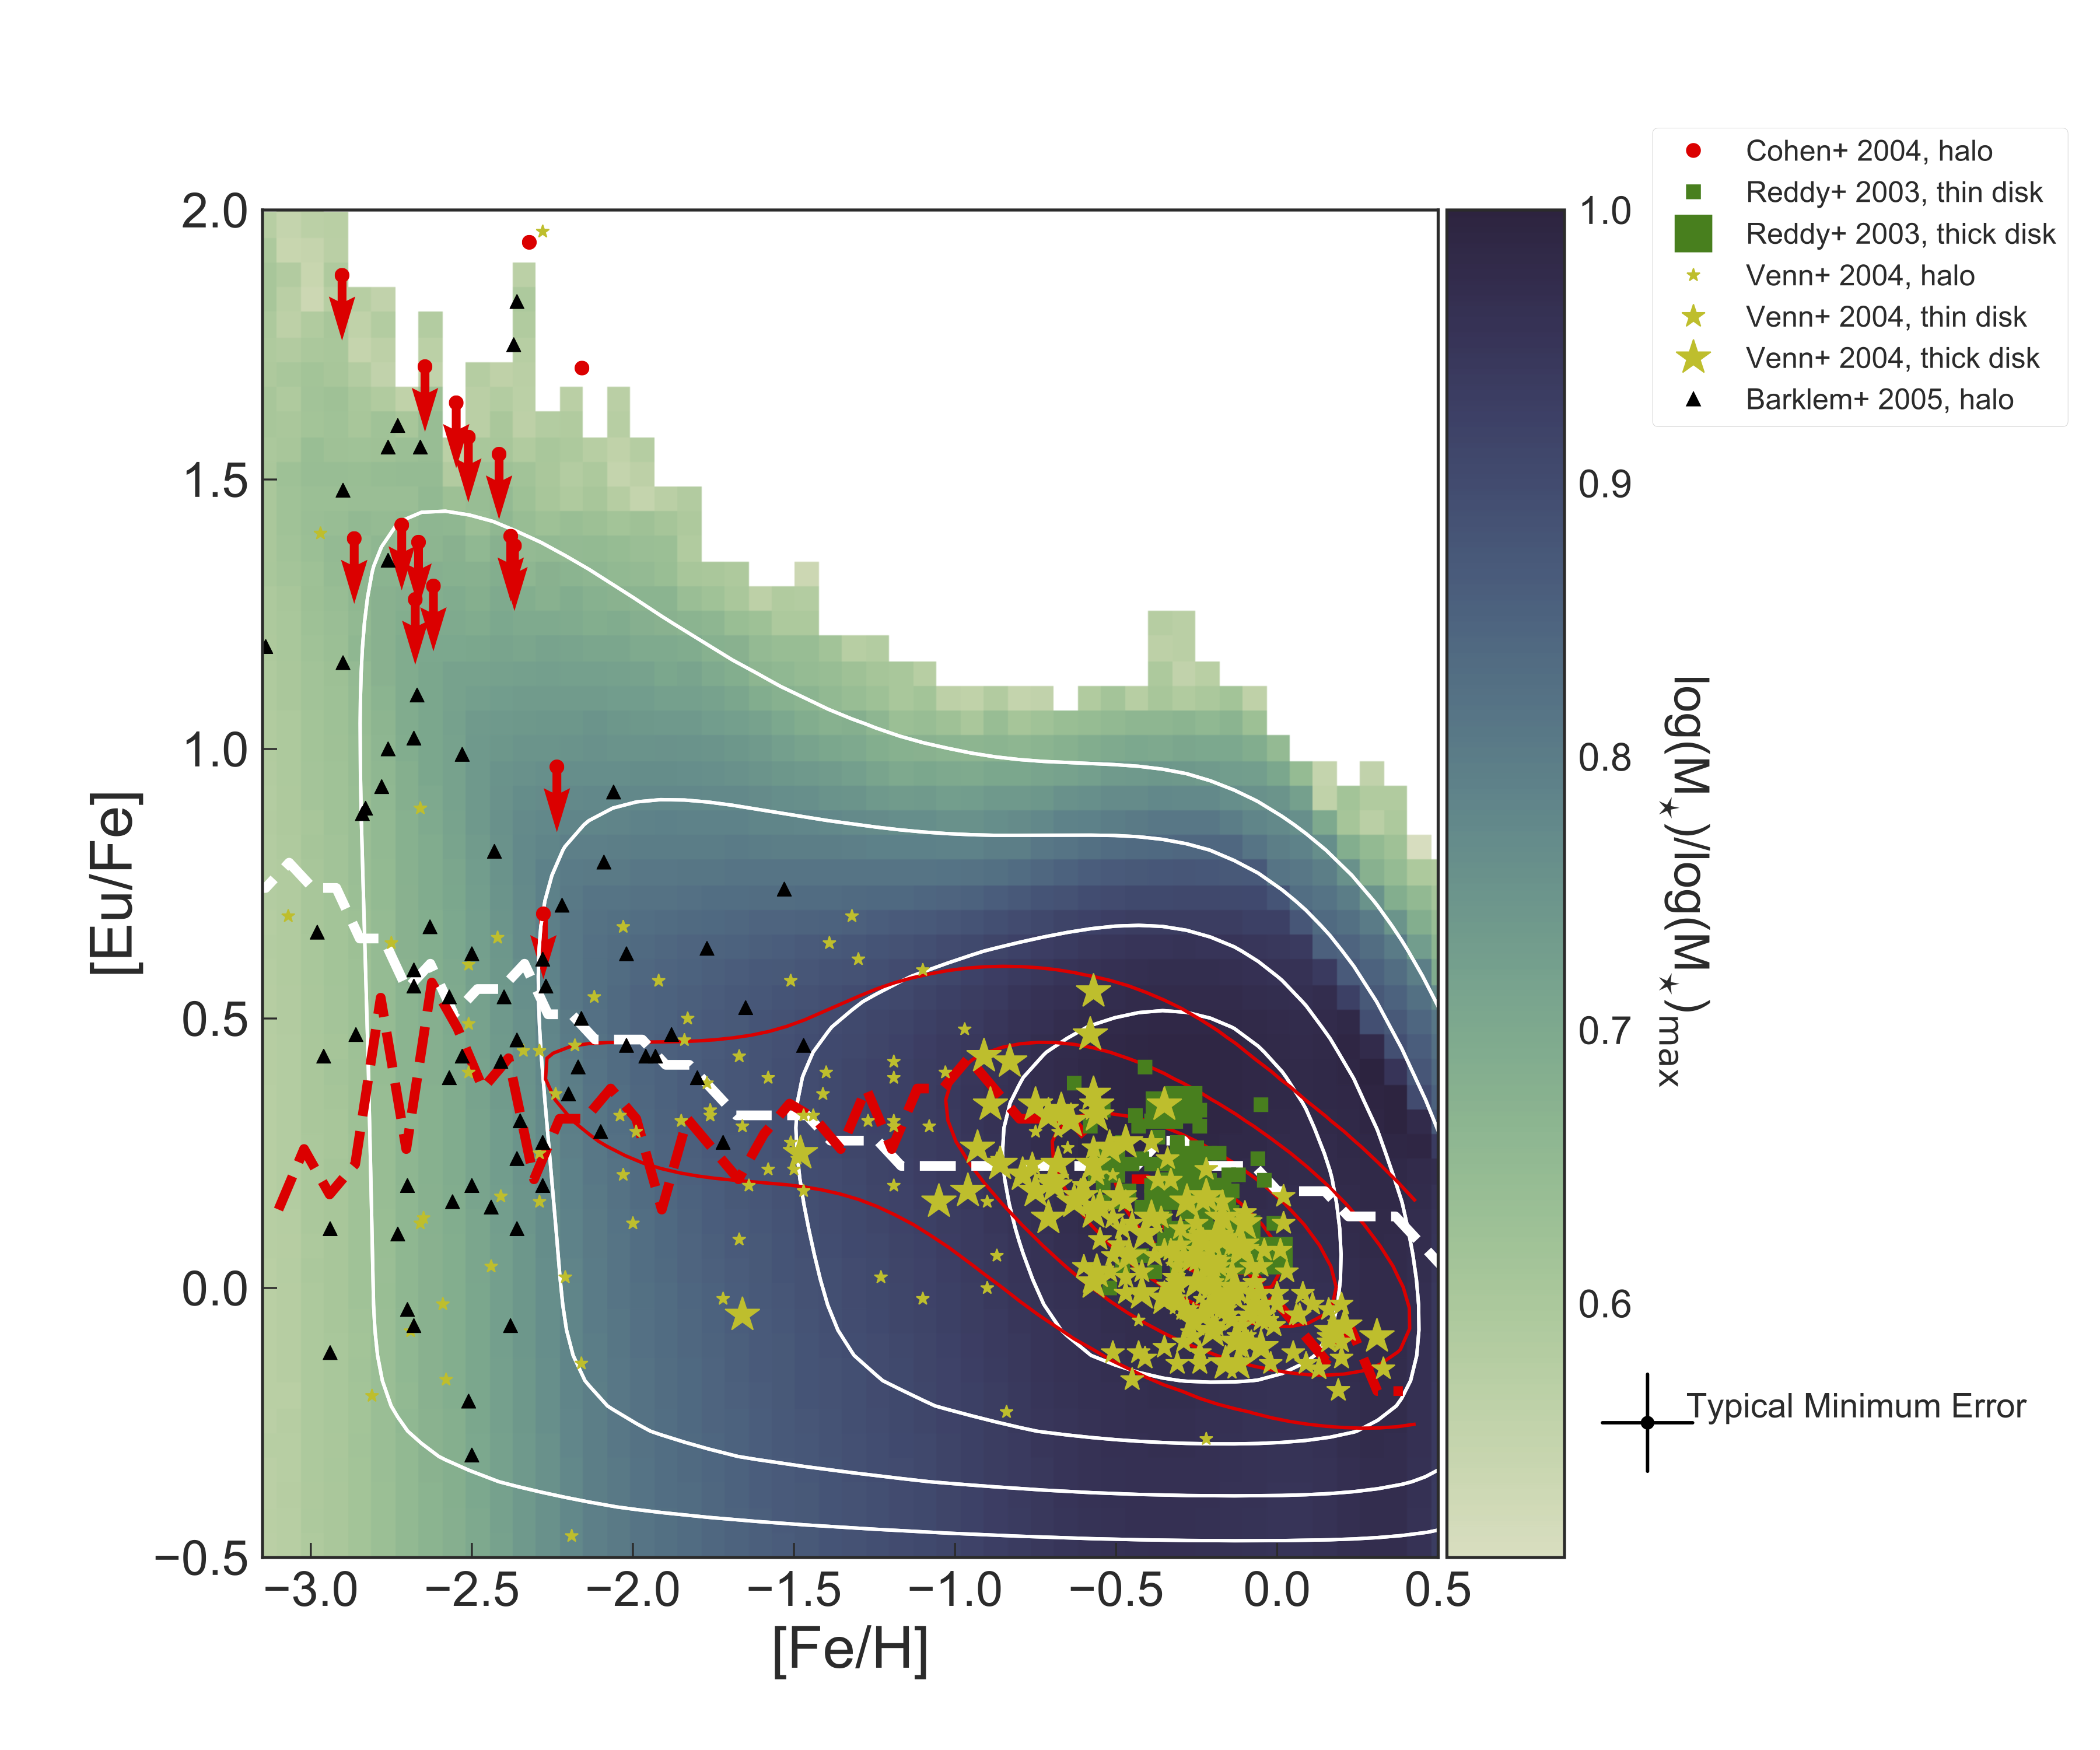 Cohen+ 2004, halo
Reddy+ 2003, thin disk
Reddy+ 2003, thick disk
Venn+ 2004, halo
Venn+ 2004, thin disk
Venn+ 2004, thick disk
Barklem+ 2005, halo
2.0
1.5
1.0
0.5
0.0
−0.5
[Eu/Fe]
−3.0 −2.5 −2.0 −1.5 −1.0 −0.5 0.0 0.5
[Fe/H]
1.0
0.9
0.8
0.7
0.6
log(M★)/log(M★)max
Typical Minimum Error